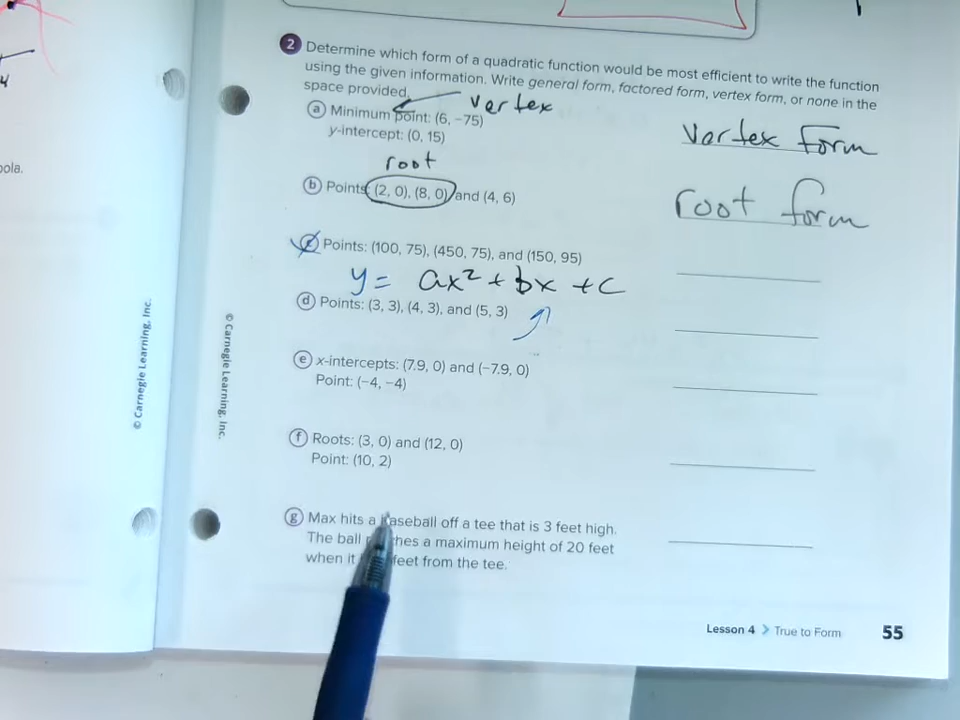 2 Determine which form of a quadratic function would be most efficient to write the function
using the given information. Write general form, factored form, vertex form, or none in the
space provided.
vertex
a Minimum point: (6, −75)
y-intercept: (0, 15)
vertex form
root
b Points (2, 0), (8, 0) and (4, 6)
root form
Points: (100, 75), (450, 75), and (150, 95)
y = ax² + bx + c
d Points: (3, 3), (4, 3), and (5, 3)
e x-intercepts: (7.9, 0) and (−7.9, 0)
Point: (−4, −4)
f Roots: (3, 0) and (12, 0)
Point: (10, 2)
g Max hits a baseball off a tee that is 3 feet high.
The ball reaches a maximum height of 20 feet
when it feet from the tee.
Lesson 4 > True to Form 55
© Carnegie Learning, Inc.
© Carnegie Learning, Inc.
4